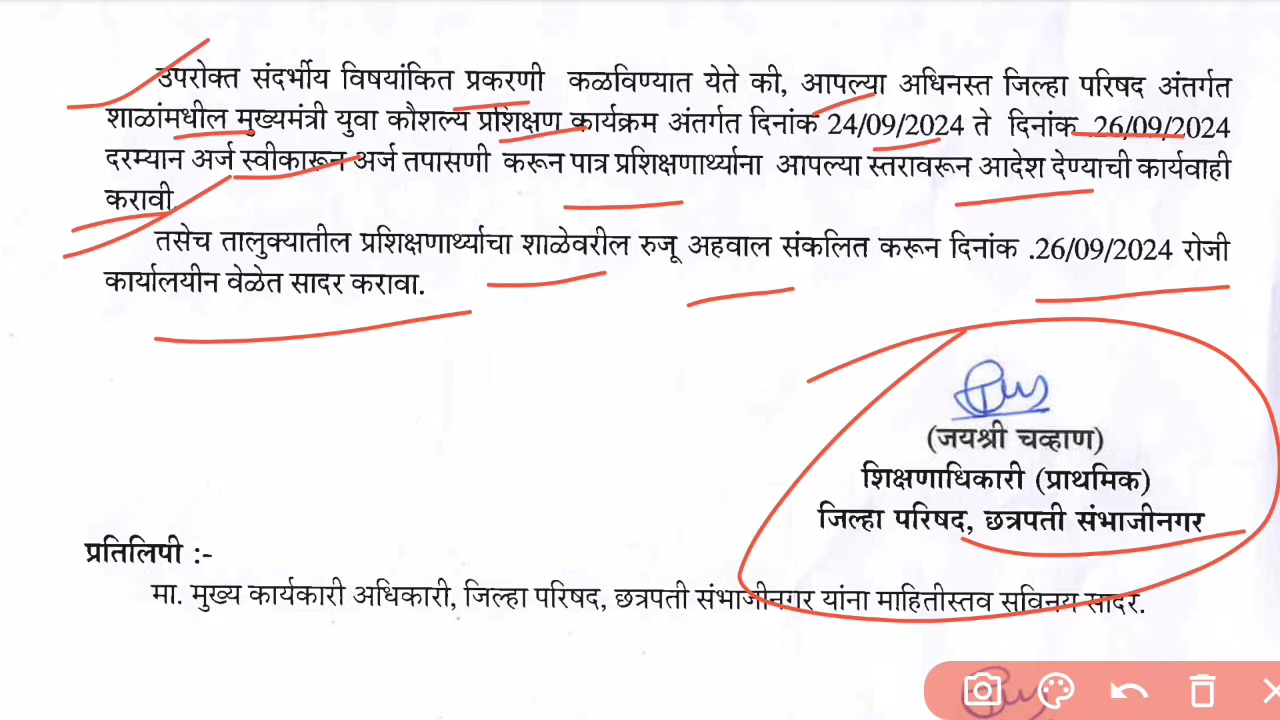 उपरोक्त संदर्भीय विषयांकित प्रकरणी कळविण्यात येते की, आपल्या अधिनस्त जिल्हा परिषद अंतर्गत
शाळांमधील मुख्यमंत्री युवा कौशल्य प्रशिक्षण कार्यक्रम अंतर्गत दिनांक 24/09/2024 ते दिनांक 26/09/2024
दरम्यान अर्ज स्वीकारून अर्ज तपासणी करून पात्र प्रशिक्षणार्थ्यांना आपल्या स्तरावरून आदेश देण्याची कार्यवाही
करावी.
तसेच तालुक्यातील प्रशिक्षणार्थ्यांचा शाळेवरील रुजू अहवाल संकलित करून दिनांक .26/09/2024 रोजी
कार्यालयीन वेळेत सादर करावा.
(जयश्री चव्हाण)
शिक्षणाधिकारी (प्राथमिक)
जिल्हा परिषद, छत्रपती संभाजीनगर
प्रतिलिपी :-
मा. मुख्य कार्यकारी अधिकारी, जिल्हा परिषद, छत्रपती संभाजीनगर यांना माहितीस्तव सविनय सादर.